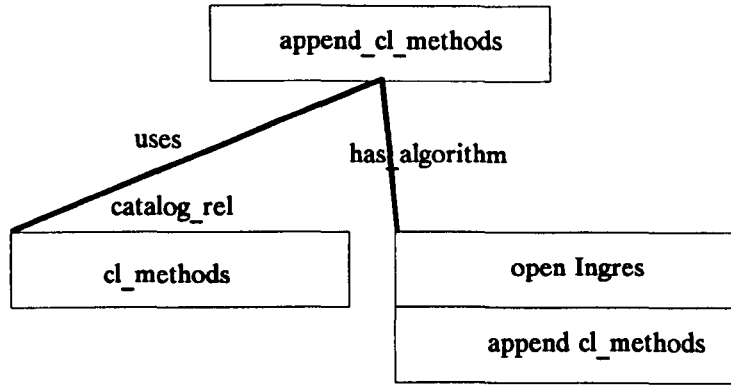 append_cl_methods
uses
has_algorithm
catalog_rel
cl_methods
open Ingres
append cl_methods